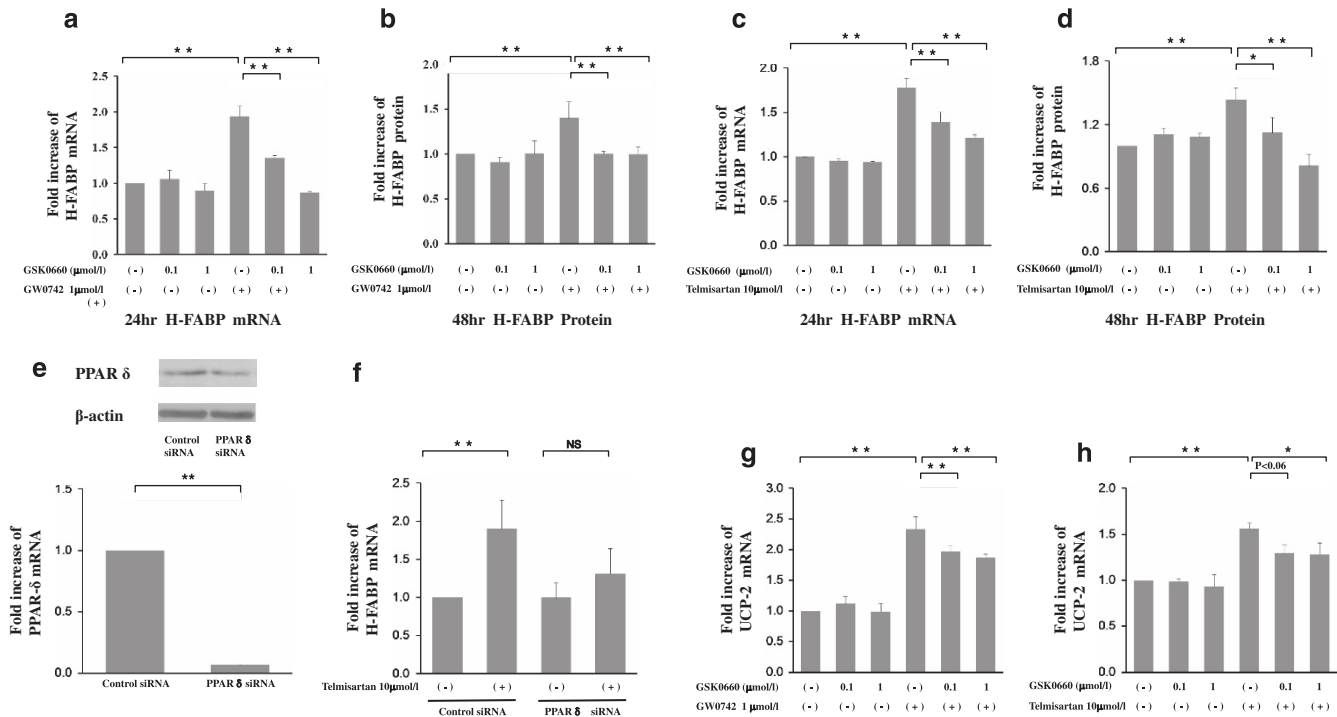 a
* *
* *
* *
Fold increase of
H-FABP mRNA
2.5
2.0
1.5
1.0
0.5
0.0
GSK0660 (μmol/l) (-) 0.1 1 (-) 0.1 1
GW0742 1μmol/l (-) (-) (-) (+) (+)
(+)
24hr H-FABP mRNA
b
* *
* *
* *
Fold increase of
H-FABP protein
2.0
1.5
1.0
0.5
0.0
GSK0660 (μmol/l) (-) 0.1 1 (-) 0.1 1
GW0742 1μmol/l (-) (-) (-) (+) (+) (+)
48hr H-FABP Protein
c
* *
* *
* *
Fold increase of
H-FABP mRNA
2.0
1.5
1.0
0.5
0.0
GSK0660 (μmol/l) (-) 0.1 1 (-) 0.1 1
Telmisartan 10μmol/l (-) (-) (-) (+) (+) (+)
24hr H-FABP mRNA
d
* *
* *
*
Fold increase of
H-FABP protein
1.8
1.2
0.6
0.0
GSK0660 (μmol/l) (-) 0.1 1 (-) 0.1 1
Telmisartan 10μmol/l (-) (-) (-) (+) (+) (+)
48hr H-FABP Protein
e
PPAR δ
β-actin
Control PPAR δ
siRNA siRNA
**
Fold increase of
PPAR-δ mRNA
1.5
1.0
0.5
0.0
Control siRNA PPAR δ siRNA
f
* *
NS
Fold increase of
H-FABP mRNA
2.5
2.0
1.5
1.0
0.5
0.0
Telmisartan 10μmol/l (-) (+) (-) (+)
Control siRNA PPAR δ siRNA
g
* *
* *
* *
Fold increase of
UCP-2 mRNA
3.0
2.5
2.0
1.5
1.0
0.5
0.0
GSK0660 (μmol/l) (-) 0.1 1 (-) 0.1 1
GW0742 1 μmol/l (-) (-) (-) (+) (+) (+)
h
* *
*
P<0.06
Fold increase of
UCP-2 mRNA
2.0
1.5
1.0
0.5
0.0
GSK0660 (μmol/l) (-) 0.1 1 (-) 0.1 1
Telmisartan 10μmol/l (-) (-) (-) (+) (+) (+)